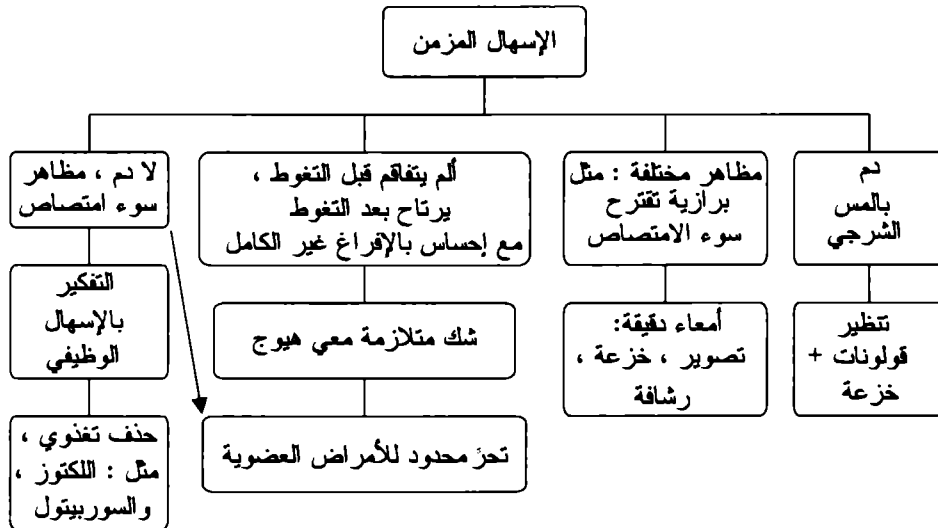 الإسهال المزمن
دم
بالمس
الشرجي
مظاهر مختلفة : مثل
برازية تقترح
سوء الامتصاص
ألم يتفاقم قبل التغوط ،
يرتاح بعد التغوط
مع إحساس بالإفراغ غير الكامل
لا دم ، مظاهر
سوء امتصاص
تنظير
قولونات +
خزعة
أمعاء دقيقة:
تصوير ، خزعة ،
رشافة
شك متلازمة معي هيوج
التفكير
بالإسهال
الوظيفي
تحرّ محدود للأمراض العضوية
حذف تغذوي ،
مثل : اللكتوز ،
والسوربيتول